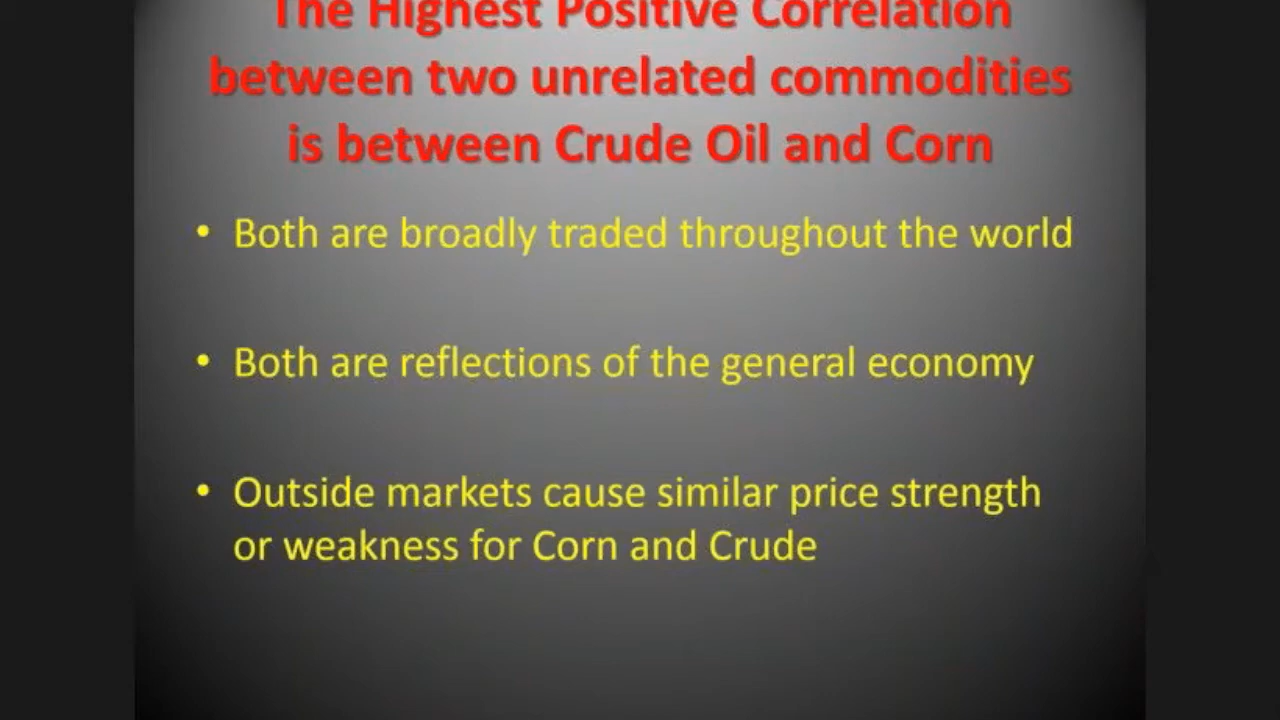 The Highest Positive Correlation
between two unrelated commodities
is between Crude Oil and Corn
• Both are broadly traded throughout the world
• Both are reflections of the general economy
• Outside markets cause similar price strength
or weakness for Corn and Crude